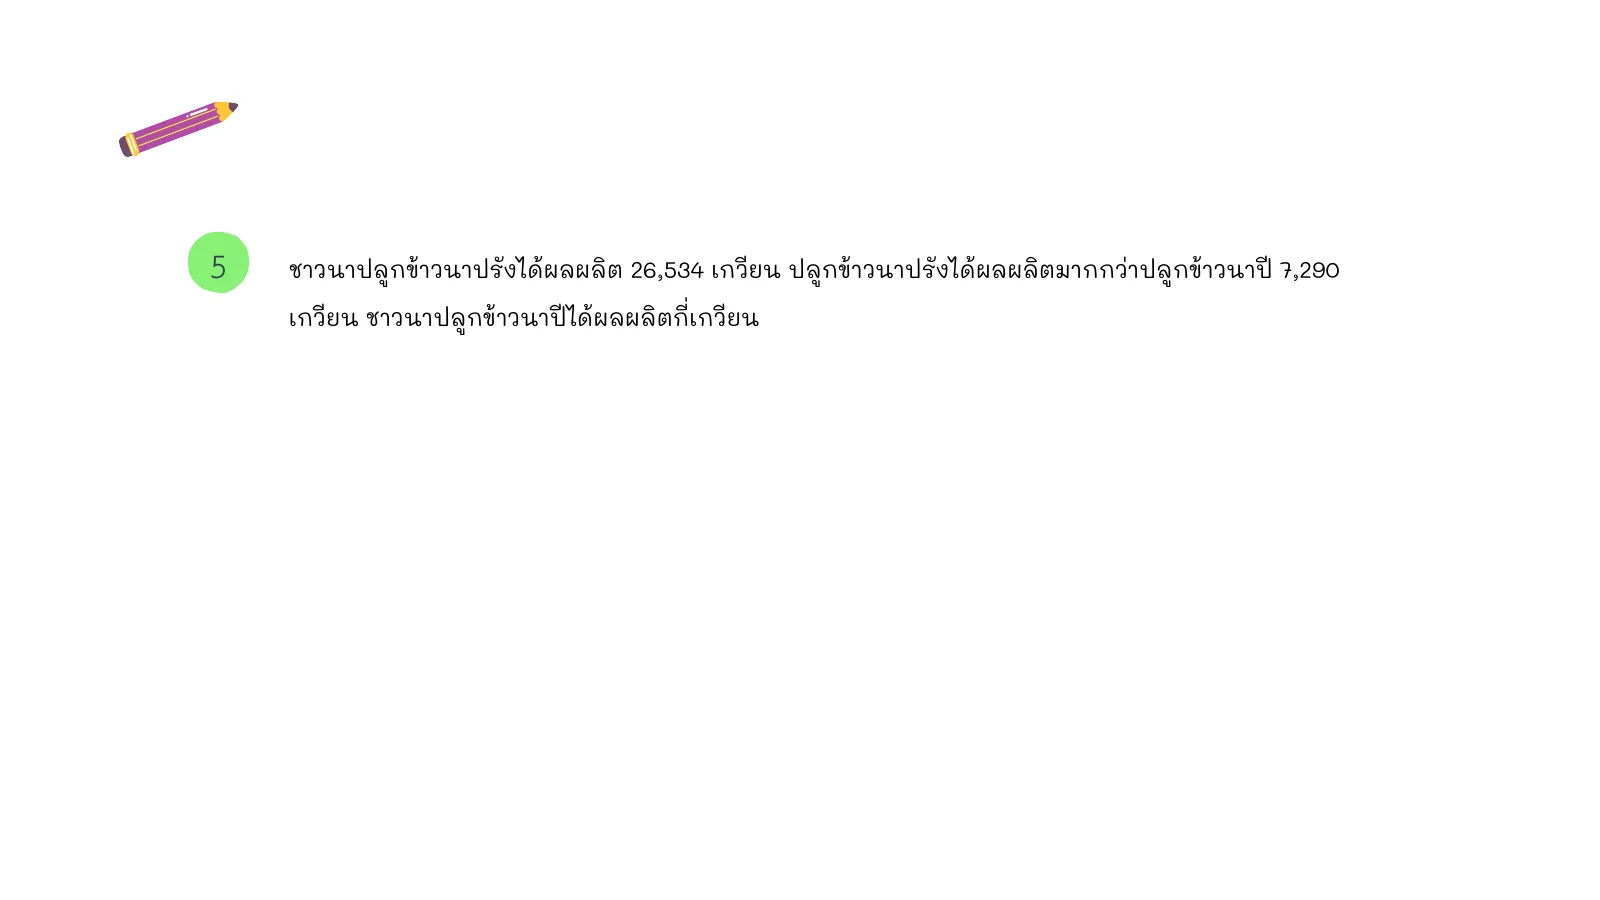 5
ชาวนาปลูกข้าวนาปรังได้ผลผลิต 26,534 เกวียน ปลูกข้าวนาปรังได้ผลผลิตมากกว่าปลูกข้าวนาปี 7,290
เกวียน ชาวนาปลูกข้าวนาปีได้ผลผลิตกี่เกวียน